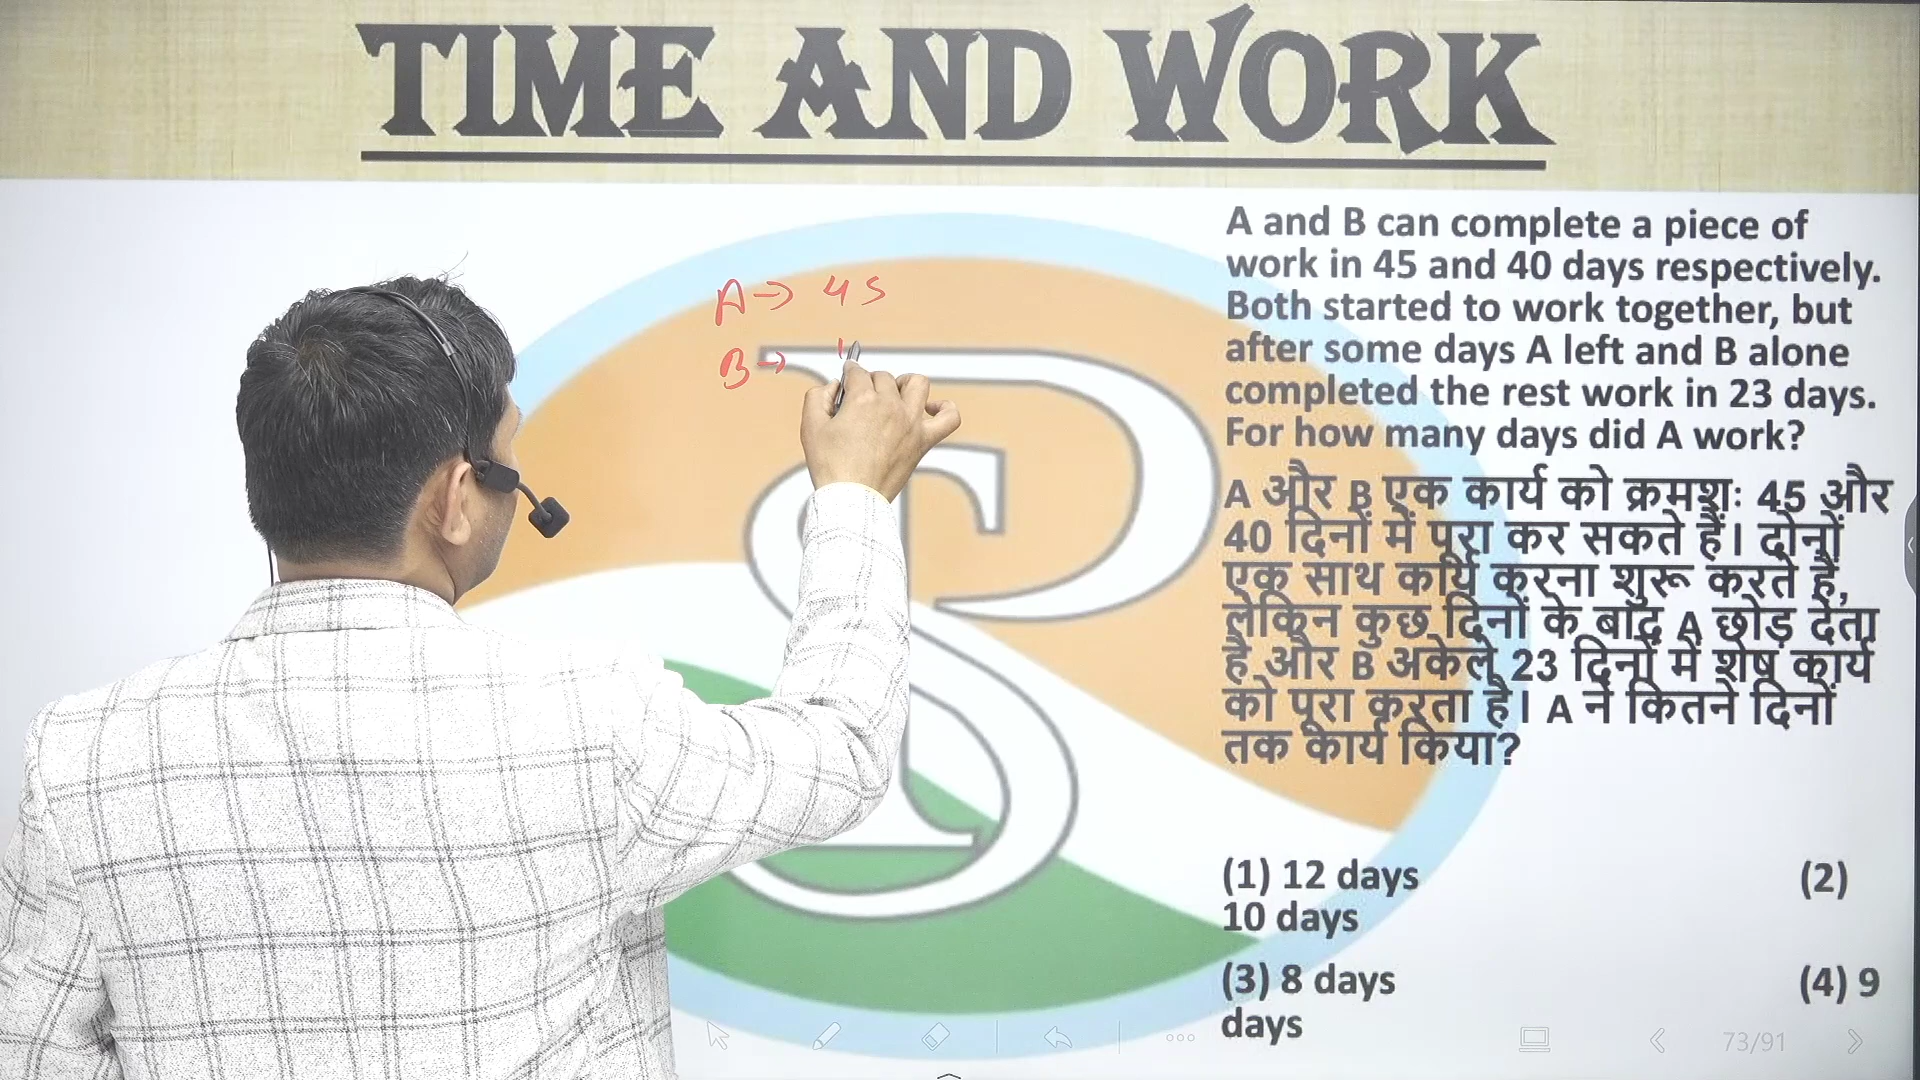 TIME AND WORK
A → 45
B → 4
A and B can complete a piece of
work in 45 and 40 days respectively.
Both started to work together, but
after some days A left and B alone
completed the rest work in 23 days.
For how many days did A work?
A और B एक कार्य को क्रमशः 45 और
40 दिनों में पूरा कर सकते हैं। दोनों
एक साथ कार्य करना शुरू करते है,
लेकिन कुछ दिनों के बाद A छोड़ देता
है और B अकेले 23 दिनों में शेष कार्य
को पूरा करता है। A ने कितने दिनों
तक कार्य किया?
(1) 12 days (2)
10 days
(3) 8 days (4) 9
days
73/91